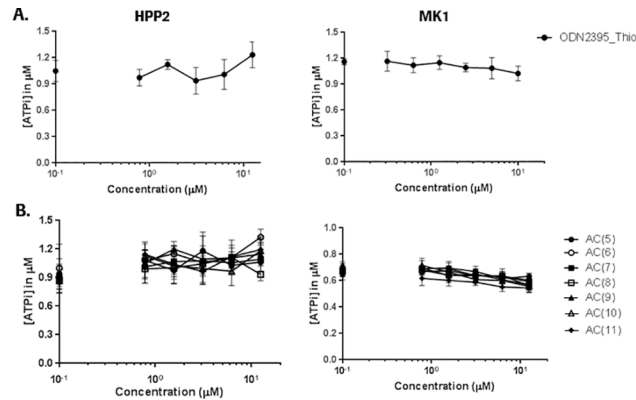 A.
HPP2
MK1
ODN2395_Thio
[ATPi] in µM
1.5
1.2
0.9
0.6
0.3
0.0
10-1
100
101
Concentration (µM)
[ATPi] in µM
1.5
1.2
0.9
0.6
0.3
0.0
10-1
100
101
Concentration (µM)
B.
[ATPi] in µM
1.5
1.2
0.9
0.6
0.3
0.0
10-1
100
101
Concentration (µM)
[ATPi] in µM
1.0
0.8
0.6
0.4
0.2
0.0
10-1
100
101
Concentration (µM)
AC(5)
AC(6)
AC(7)
AC(8)
AC(9)
AC(10)
AC(11)